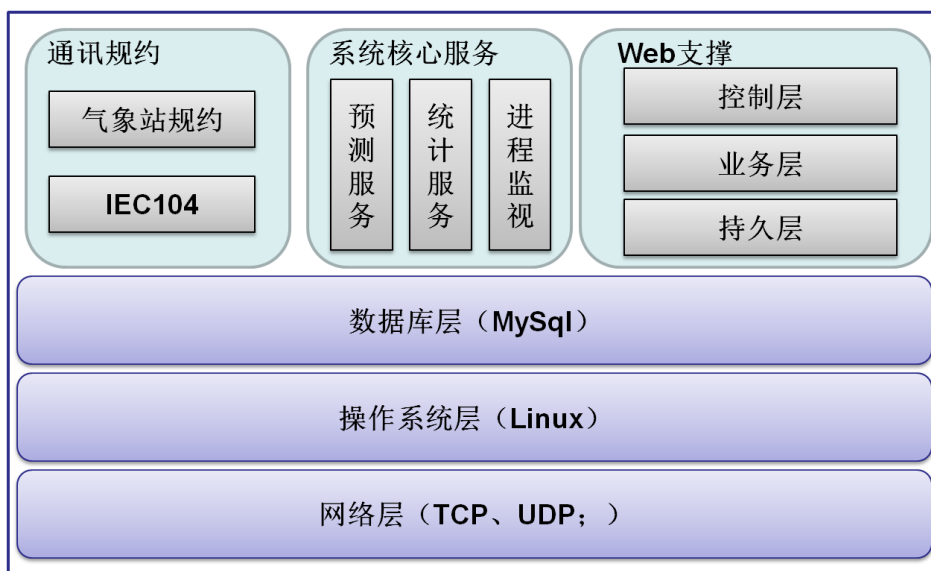 通讯规约
气象站规约
IEC104
系统核心服务
预测服务
统计服务
进程监视
Web支撑
控制层
业务层
持久层
数据库层（MySql）
操作系统层（Linux）
网络层（TCP、UDP；）